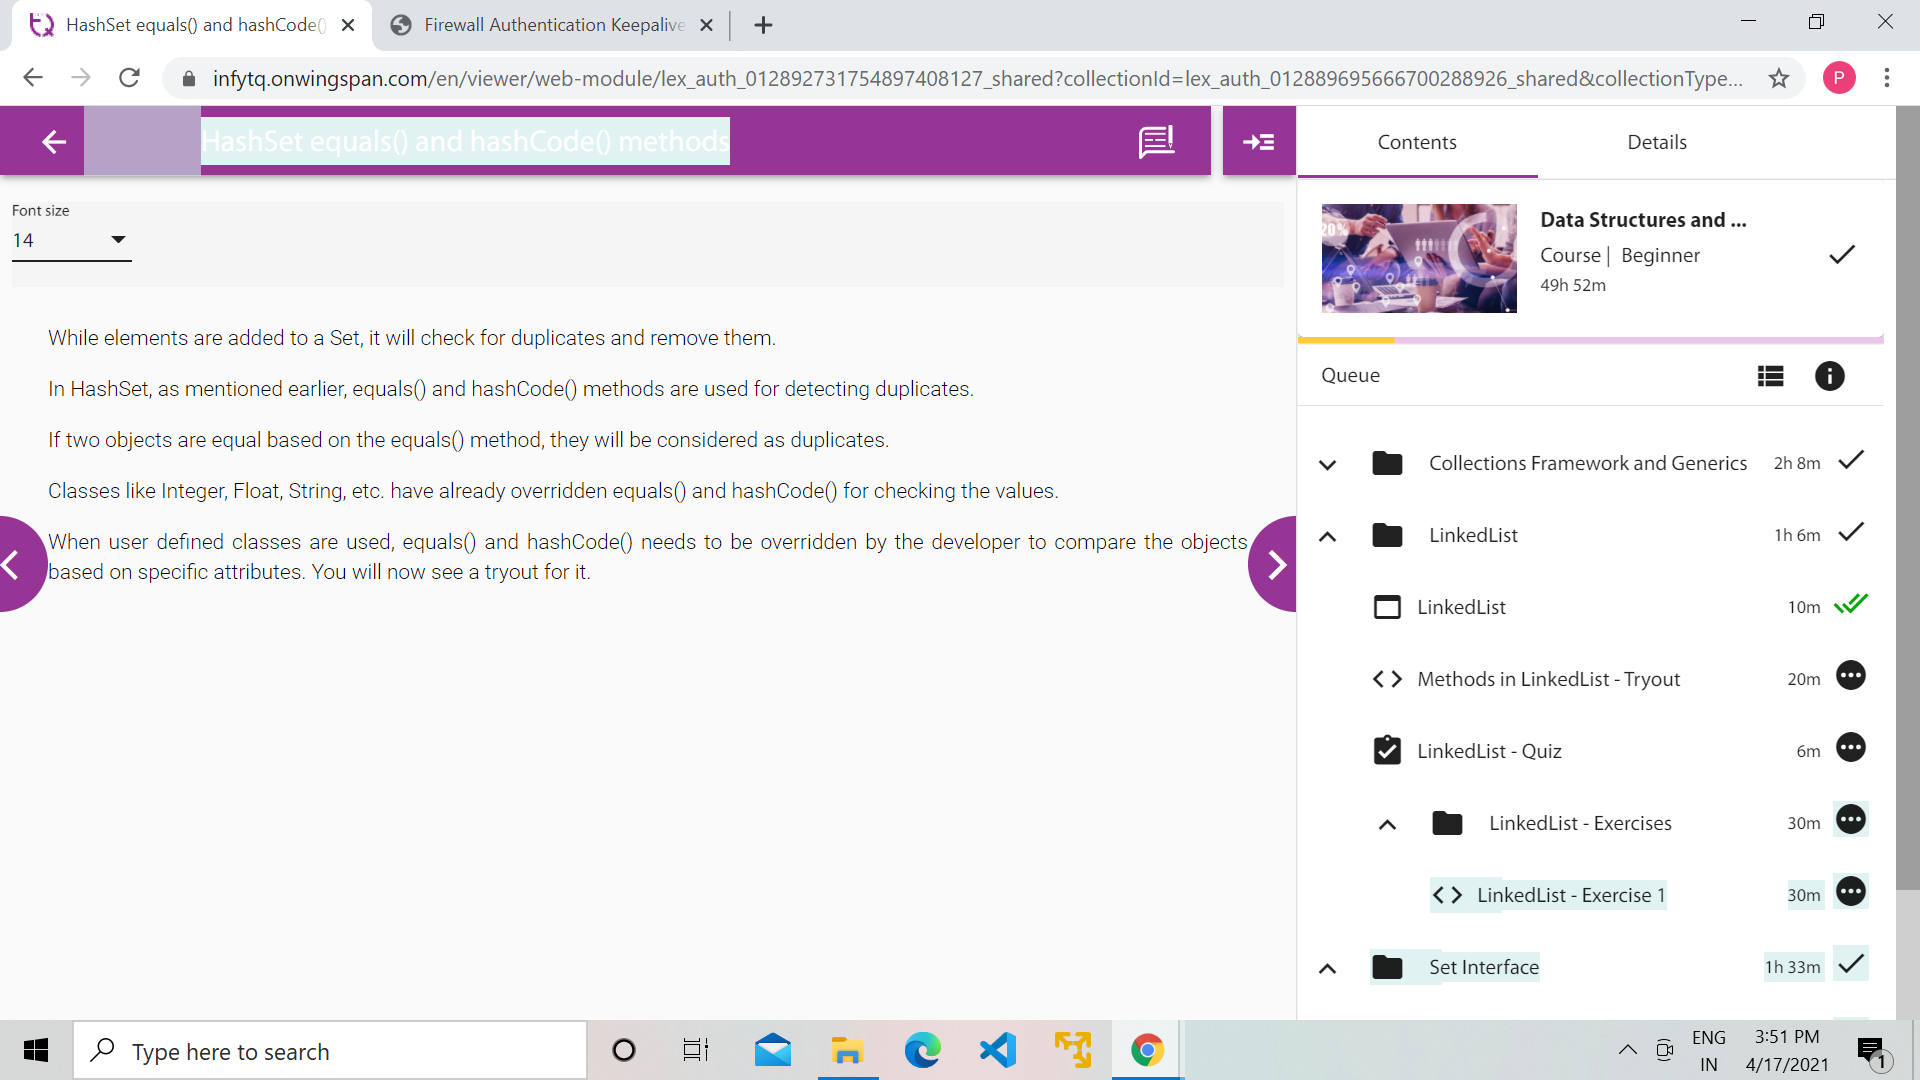 HashSet equals() and hashCode()
Firewall Authentication Keepalive
infytq.onwingspan.com/en/viewer/web-module/lex_auth_012892731754897408127_shared?collectionId=lex_auth_012889695666700288926_shared&collectionType...
P
HashSet equals() and hashCode() methods
Font size
14
While elements are added to a Set, it will check for duplicates and remove them.
In HashSet, as mentioned earlier, equals() and hashCode() methods are used for detecting duplicates.
If two objects are equal based on the equals() method, they will be considered as duplicates.
Classes like Integer, Float, String, etc. have already overridden equals() and hashCode() for checking the values.
When user defined classes are used, equals() and hashCode() needs to be overridden by the developer to compare the objects
based on specific attributes. You will now see a tryout for it.
Contents
Details
20%
Data Structures and ...
Course | Beginner
49h 52m
Queue
Collections Framework and Generics 2h 8m
LinkedList 1h 6m
LinkedList 10m
Methods in LinkedList - Tryout 20m
LinkedList - Quiz 6m
LinkedList - Exercises 30m
LinkedList - Exercise 1 30m
Set Interface 1h 33m
Type here to search
ENG
IN
3:51 PM
4/17/2021
1